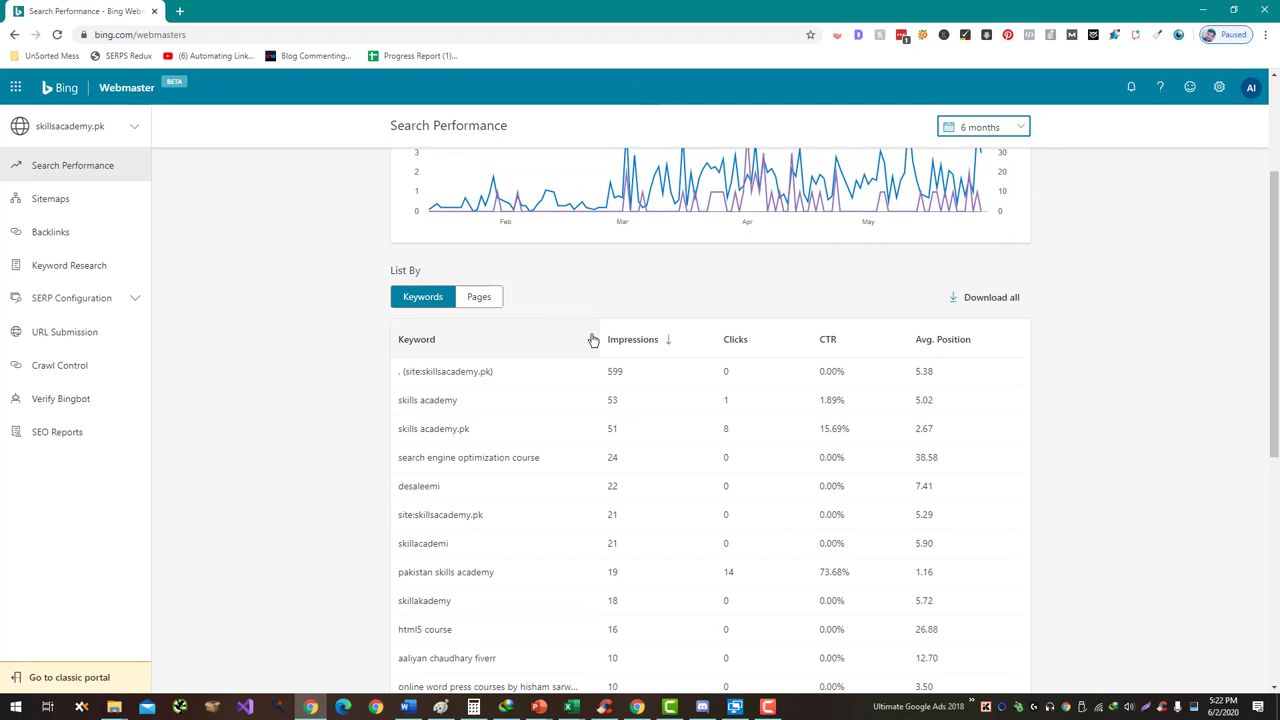 Search Performance - Bing Webm
bing.com/webmasters
Paused
UnSorted Mess
SERPS Redux
(6) Automating Link...
Blog Commenting...
Progress Report (1)...
Bing
Webmaster
BETA
AI
skillsacademy.pk
Search Performance
6 months
Search Performance
Sitemaps
Backlinks
Keyword Research
SERP Configuration
URL Submission
Crawl Control
Verify Bingbot
SEO Reports
Go to classic portal
3
2
1
0
30
20
10
0
Feb
Mar
Apr
May
List By
Keywords
Pages
Download all
Keyword Impressions Clicks CTR Avg. Position
. (site:skillsacademy.pk) 599 0 0.00% 5.38
skills academy 53 1 1.89% 5.02
skills academy.pk 51 8 15.69% 2.67
search engine optimization course 24 0 0.00% 38.58
desaleemi 22 0 0.00% 7.41
site:skillsacademy.pk 21 0 0.00% 5.29
skillacademi 21 0 0.00% 5.90
pakistan skills academy 19 14 73.68% 1.16
skillakademy 18 0 0.00% 5.72
html5 course 16 0 0.00% 26.88
aaliyan chaudhary fiverr 10 0 0.00% 12.70
online word press courses by hisham sarw... 10 0 0.00% 3.50
Ultimate Google Ads 2018
5:22 PM
6/2/2020